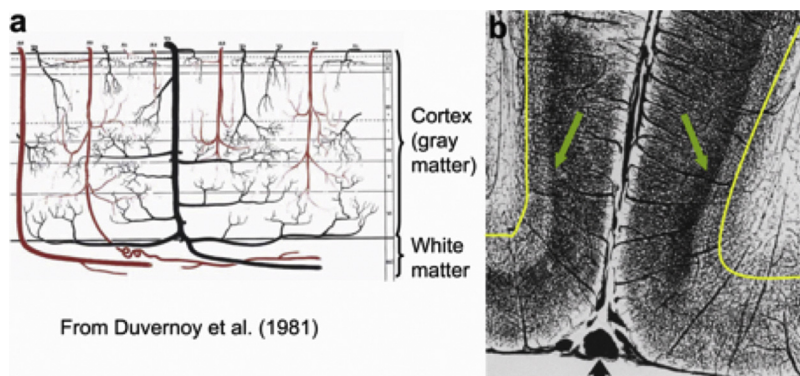 a
b
Cortex
(gray
matter)
White
matter
From Duvernoy et al. (1981)